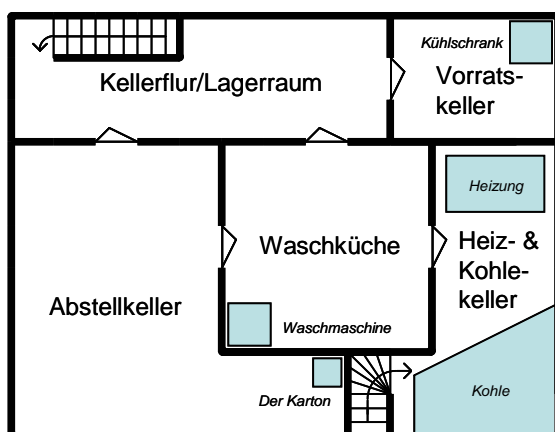 Kühlschrank
Kellerflur/Lagerraum
Vorrats-
keller
Heizung
Waschküche
Heiz- &
Kohle-
keller
Abstellkeller
Waschmaschine
Der Karton
Kohle